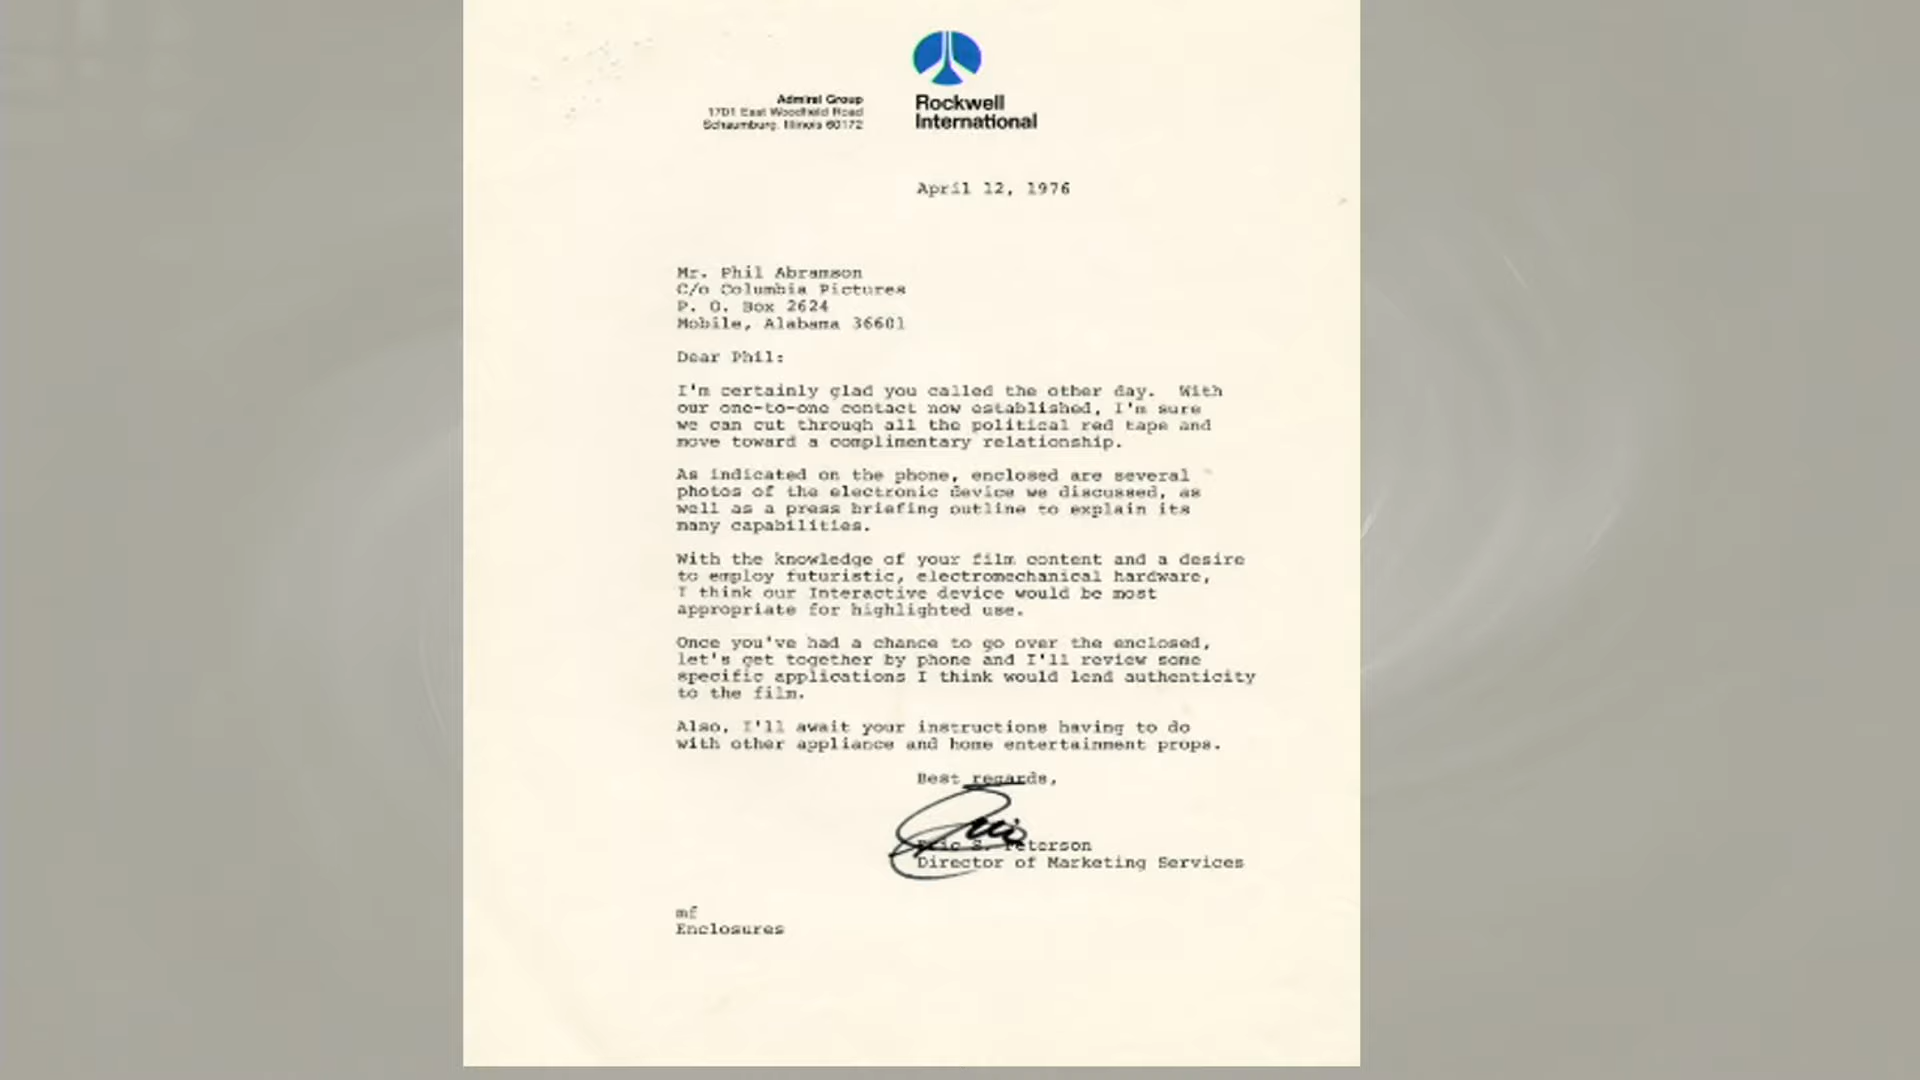 Admiral Group
1701 East Woodfield Road
Schaumburg, Illinois 60172
Rockwell
International
April 12, 1976
Mr. Phil Abramson
C/o Columbia Pictures
P. O. Box 2624
Mobile, Alabama 36601
Dear Phil:
I'm certainly glad you called the other day. With
our one-to-one contact now established, I'm sure
we can cut through all the political red tape and
move toward a complimentary relationship.
As indicated on the phone, enclosed are several
photos of the electronic device we discussed, as
well as a press briefing outline to explain its
many capabilities.
With the knowledge of your film content and a desire
to employ futuristic, electromechanical hardware,
I think our Interactive device would be most
appropriate for highlighted use.
Once you've had a chance to go over the enclosed,
let's get together by phone and I'll review some
specific applications I think would lend authenticity
to the film.
Also, I'll await your instructions having to do
with other appliance and home entertainment props.
Best regards,
Eric
Eric S. Peterson
Director of Marketing Services
mf
Enclosures